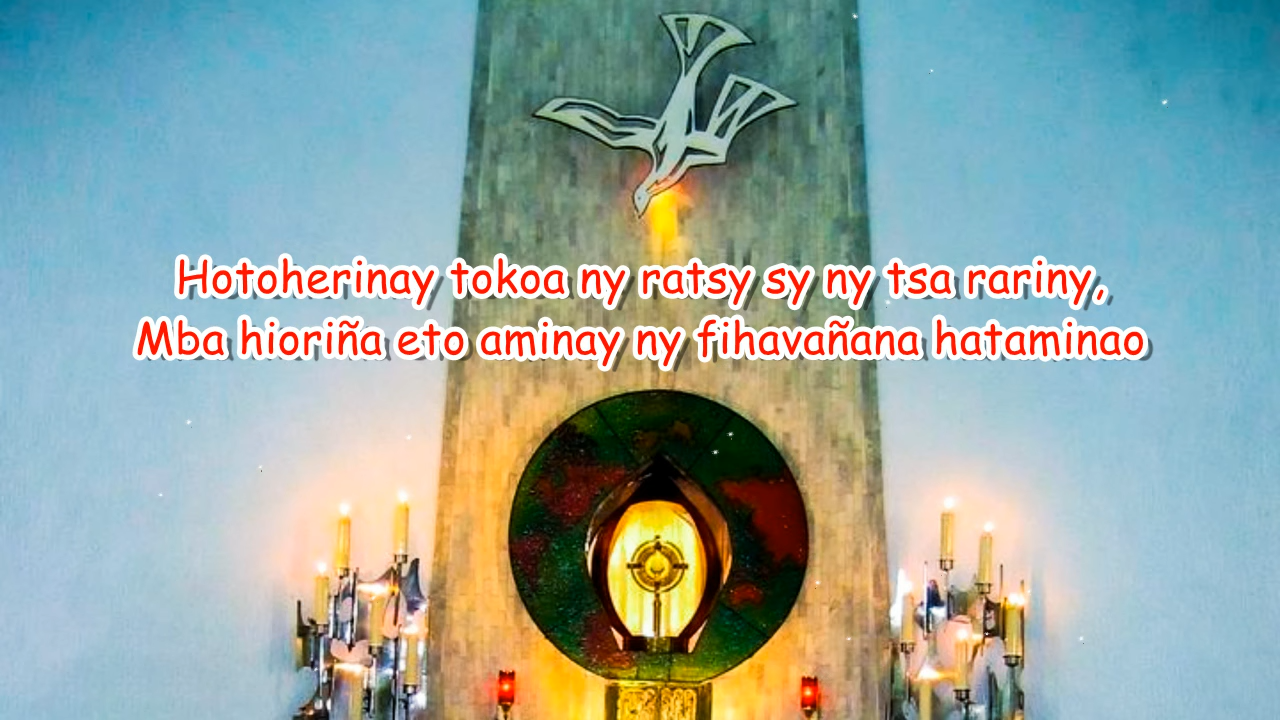 Hotoherinay tokoa ny ratsy sy ny tsa rariny,
Mba hioriña eto aminay ny fihavañana hataminao